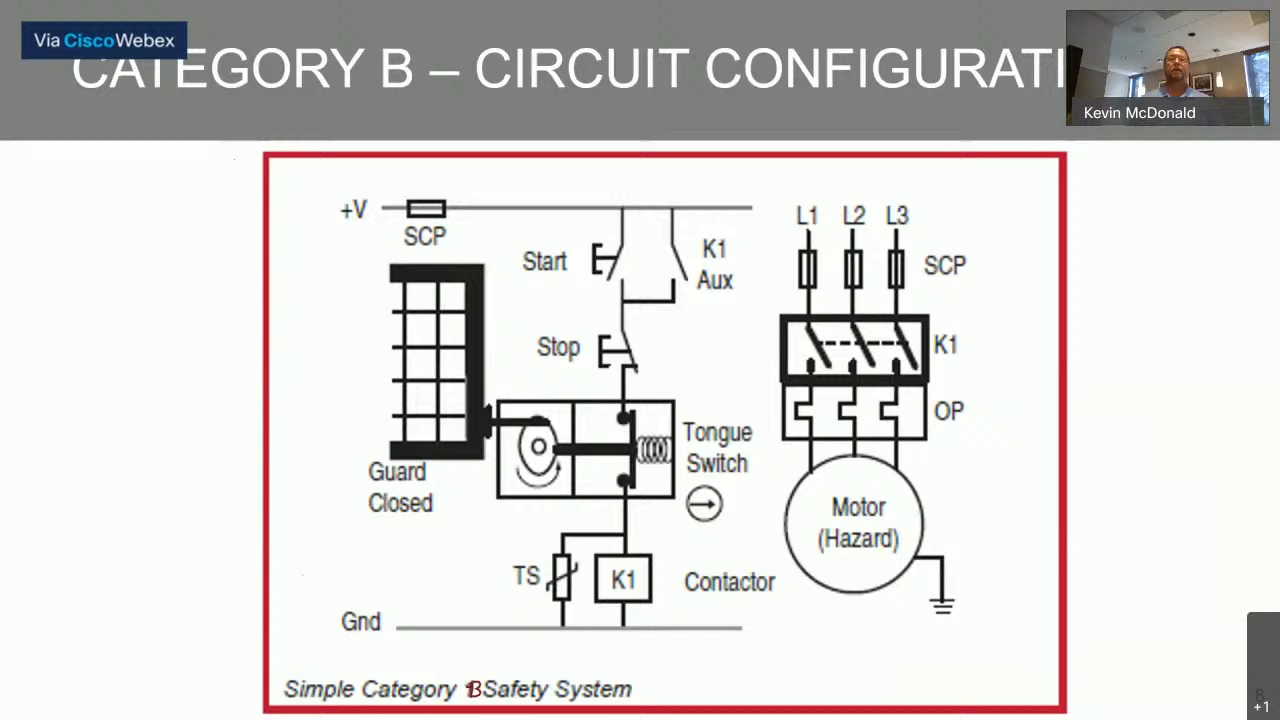 Via CiscoWebex
CATEGORY B – CIRCUIT CONFIGURATI
Kevin McDonald
+V
SCP
Start
K1
Aux
L1 L2 L3
SCP
Stop
K1
OP
Tongue
Switch
Guard
Closed
Motor
(Hazard)
TS
K1
Contactor
Gnd
Simple Category B Safety System
8
+1